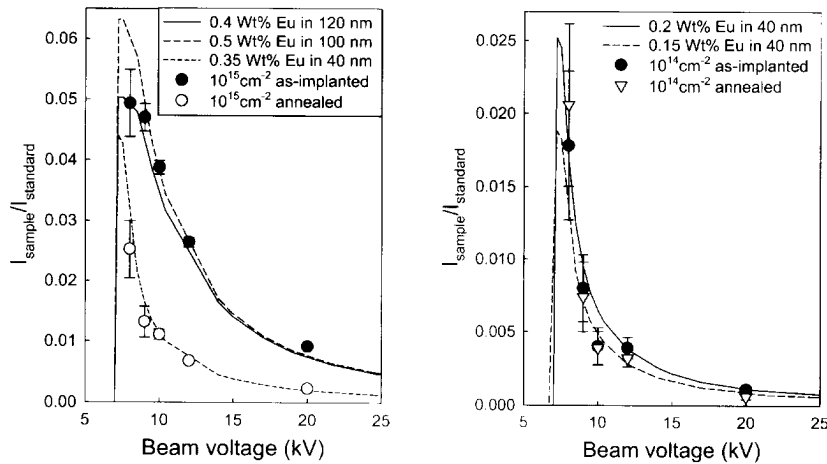 0.4 Wt% Eu in 120 nm
0.5 Wt% Eu in 100 nm
0.35 Wt% Eu in 40 nm
10¹⁵cm⁻² as-implanted
10¹⁵cm⁻² annealed
0.06
0.05
0.04
0.03
0.02
0.01
0.00
I_sample/I_standard
5 10 15 20 25
Beam voltage (kV)
0.2 Wt% Eu in 40 nm
0.15 Wt% Eu in 40 nm
10¹⁴cm⁻² as-implanted
10¹⁴cm⁻² annealed
0.025
0.020
0.015
0.010
0.005
0.000
I_sample/I_standard
5 10 15 20 25
Beam voltage (kV)